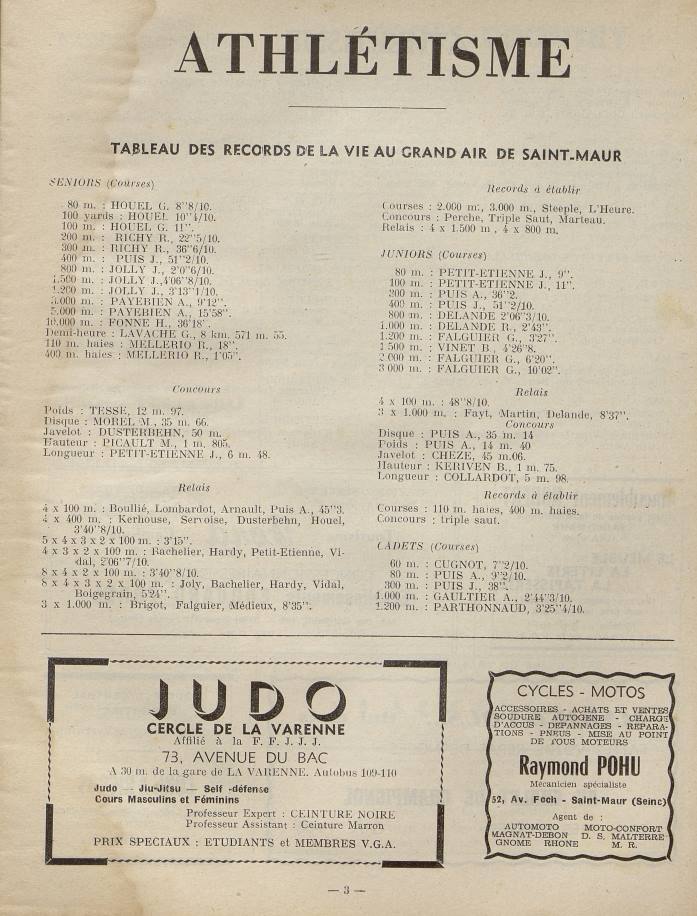 ATHLÉTISME
TABLEAU DES RECORDS DE LA VIE AU GRAND AIR DE SAINT-MAUR
SENIORS (Courses)
80 m. : HOUEL G. 8"8/10.
100 yards : HOUEL 10"4/10.
100 m. : HOUEL G. 11".
200 m. : RICHY R., 22"5/10.
300 m. : RICHY R., 36"6/10.
400 m. : PUIS J., 51"2/10.
800 m. : JOLLY J., 2'0"6/10.
1.500 m. : JOLLY J., 4'06"8/10.
1.200 m. : JOLLY J., 3'13"1/10.
3.000 m. : PAYEBIEN A., 9'12".
5.000 m. : PAYEBIEN A., 15'58".
10.000 m. : FONNE H., 36'18".
Demi-heure : LAVACHE G., 8 km. 571 m. 55.
110 m. haies : MELLERIO R., 18".
400 m. haies : MELLERIO R., 1'05".
Concours
Poids : TESSE, 12 m. 97.
Disque : MOREL M., 35 m. 66.
Javelot : DUSTERBEHN, 50 m.
Hauteur : PICAULT M., 1 m. 805.
Longueur : PETIT-ETIENNE J., 6 m. 48.
Relais
4 x 100 m. : Boullié, Lombardot, Arnault, Puis A., 45"3.
4 x 400 m. : Kerhouse, Servoise, Dusterbehn, Houel,
3'40"8/10.
5 x 4 x 3 x 2 x 100 m. : 3'15".
4 x 3 x 2 x 100 m. : Rachelier, Hardy, Petit-Etienne, Vi-
dal, 2'06"7/10.
8 x 4 x 2 x 100 m. : 3'40"8/10.
8 x 4 x 3 x 2 x 100 m. : Joly, Bachelier, Hardy, Vidal,
Boigegrain, 5'24".
3 x 1.000 m. : Brigot, Falguier, Médieux, 8'35".
Records à établir
Courses : 2.000 m., 3.000 m., Steeple, L'Heure.
Concours : Perche, Triple Saut, Marteau.
Relais : 4 x 1.500 m, 4 x 800 m.
JUNIORS (Courses)
80 m. : PETIT-ETIENNE J., 9".
100 m. : PETIT-ETIENNE J., 11".
300 m. : PUIS A., 36"2.
400 m. : PUIS J., 51"2/10.
800 m. : DELANDE 2'06"3/10.
1.000 m. : DELANDE R., 2'43".
1.200 m. : FALGUIER G., 3'27".
1 500 m. : VINET B., 4'26"8.
2.000 m. : FALGUIER G., 6'20".
3 000 m. : FALGUIER G., 10'02".
Relais
4 x 100 m. : 48"8/10.
3 x 1.000 m. : Fayt, Martin, Delande, 8'37".
Concours
Disque : PUIS A., 35 m. 14
Poids : PUIS A., 14 m. 40
Javelot : CHEZE, 45 m.06.
Hauteur : KERIVEN B., 1 m. 75.
Longueur : COLLARDOT, 5 m. 98.
Records à établir
Courses : 110 m. haies, 400 m. haies.
Concours : triple saut.
CADETS (Courses)
60 m. : CUGNOT, 7"2/10.
80 m. : PUIS A., 9"2/10.
300 m. : PUIS J., 38".
1.000 m. : GAULTIER A., 2'44"3/10.
1.200 m. : PARTHONNAUD, 3'25"4/10.
JUDO
CERCLE DE LA VARENNE
Affilié à la F. F. J. J. J.
73, AVENUE DU BAC
A 30 m. de la gare de LA VARENNE. Autobus 109-110
Judo — Jiu-Jitsu — Self -défense
Cours Masculins et Féminins
Professeur Expert : CEINTURE NOIRE
Professeur Assistant : Ceinture Marron
PRIX SPECIAUX : ETUDIANTS et MEMBRES V.G.A.
CYCLES - MOTOS
ACCESSOIRES - ACHATS ET VENTES
SOUDURE AUTOGENE - CHARGE
D'ACCUS - DEPANNAGES - REPARA-
TIONS - PNEUS - MISE AU POINT
DE TOUS MOTEURS
Raymond POHU
Mécanicien spécialiste
52, Av. Foch - Saint-Maur (Seine)
Agent de :
AUTOMOTO MOTO-CONFORT
MAGNAT-DEBON D. S. MALTERRE
GNOME RHONE M. R.
— 3 —